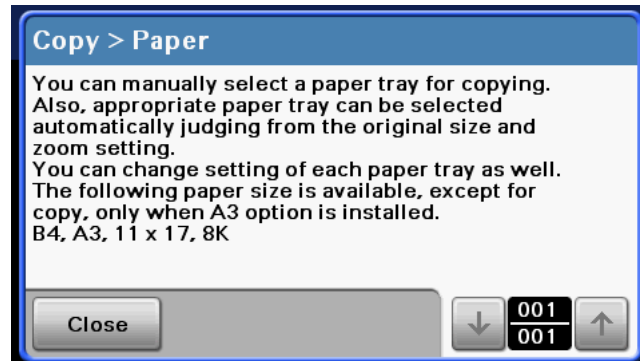 Copy > Paper
You can manually select a paper tray for copying.
Also, appropriate paper tray can be selected
automatically judging from the original size and
zoom setting.
You can change setting of each paper tray as well.
The following paper size is available, except for
copy, only when A3 option is installed.
B4, A3, 11 x 17, 8K
Close
001
001